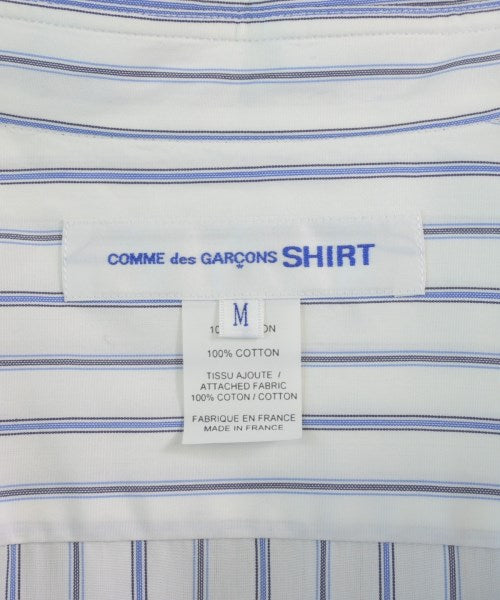 COMME des GARÇONS SHIRT
M
100% COTTON
TISSU AJOUTE /
ATTACHED FABRIC
100% COTON / COTTON
FABRIQUE EN FRANCE
MADE IN FRANCE